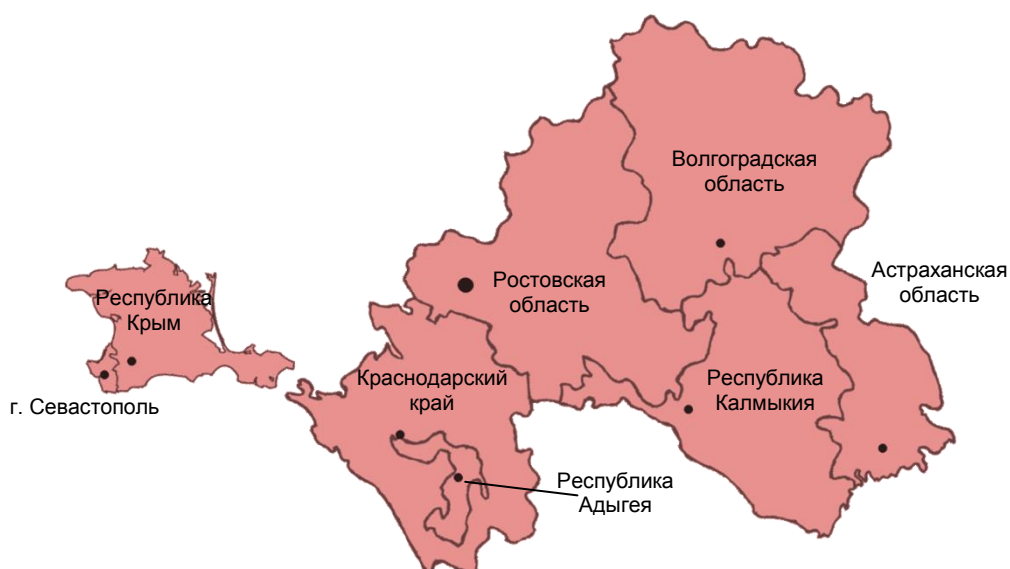 Волгоградская
область
Астраханская
область
Ростовская
область
Республика
Крым
Краснодарский
край
Республика
Калмыкия
г. Севастополь
Республика
Адыгея